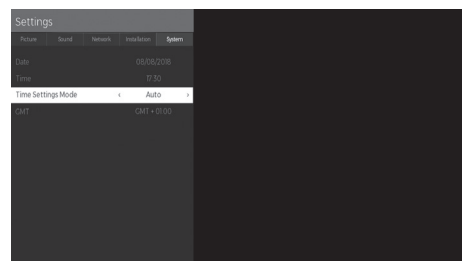 Settings
Picture Sound Network Installation System
Date 08/08/2018
Time 17:30
Time Settings Mode ‹ Auto ›
GMT GMT + 01:00